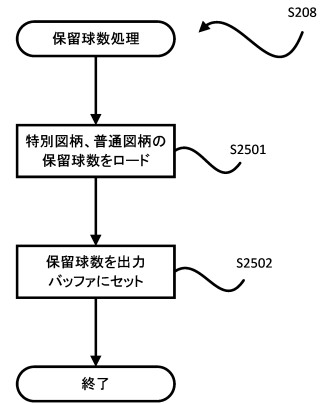 S208
保留球数処理
特別図柄、普通図柄の
保留球数をロード
S2501
保留球数を出力
バッファにセット
S2502
終了